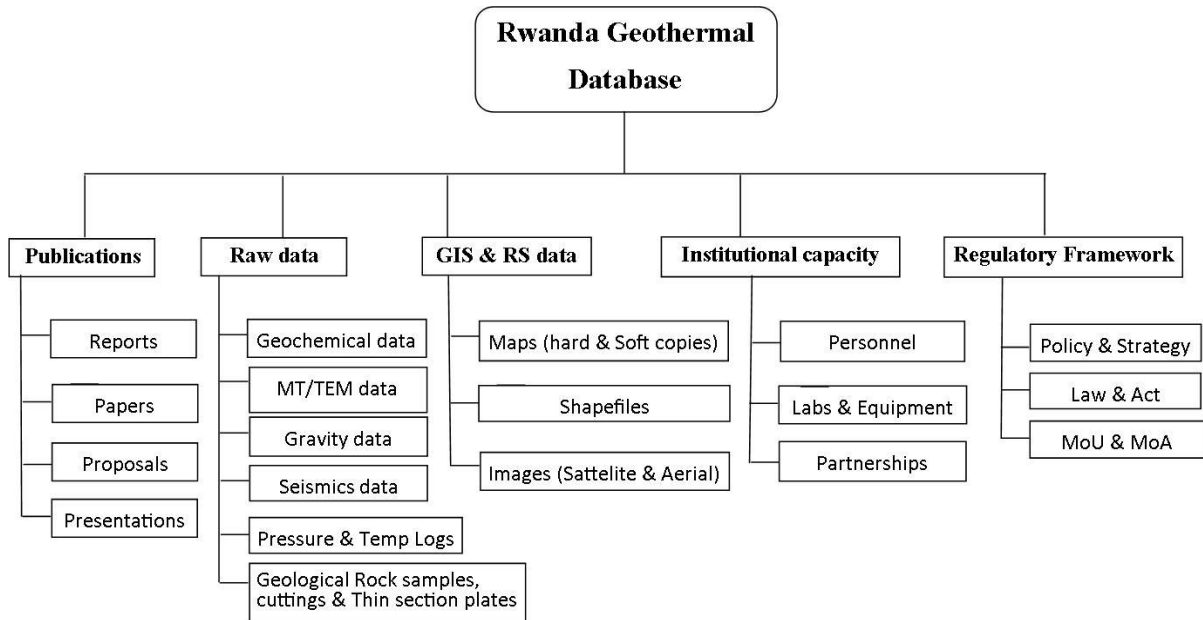 Rwanda Geothermal
Database
Publications
Reports
Papers
Proposals
Presentations
Raw data
Geochemical data
MT/TEM data
Gravity data
Seismics data
Pressure & Temp Logs
Geological Rock samples,
cuttings & Thin section plates
GIS & RS data
Maps (hard & Soft copies)
Shapefiles
Images (Sattelite & Aerial)
Institutional capacity
Personnel
Labs & Equipment
Partnerships
Regulatory Framework
Policy & Strategy
Law & Act
MoU & MoA